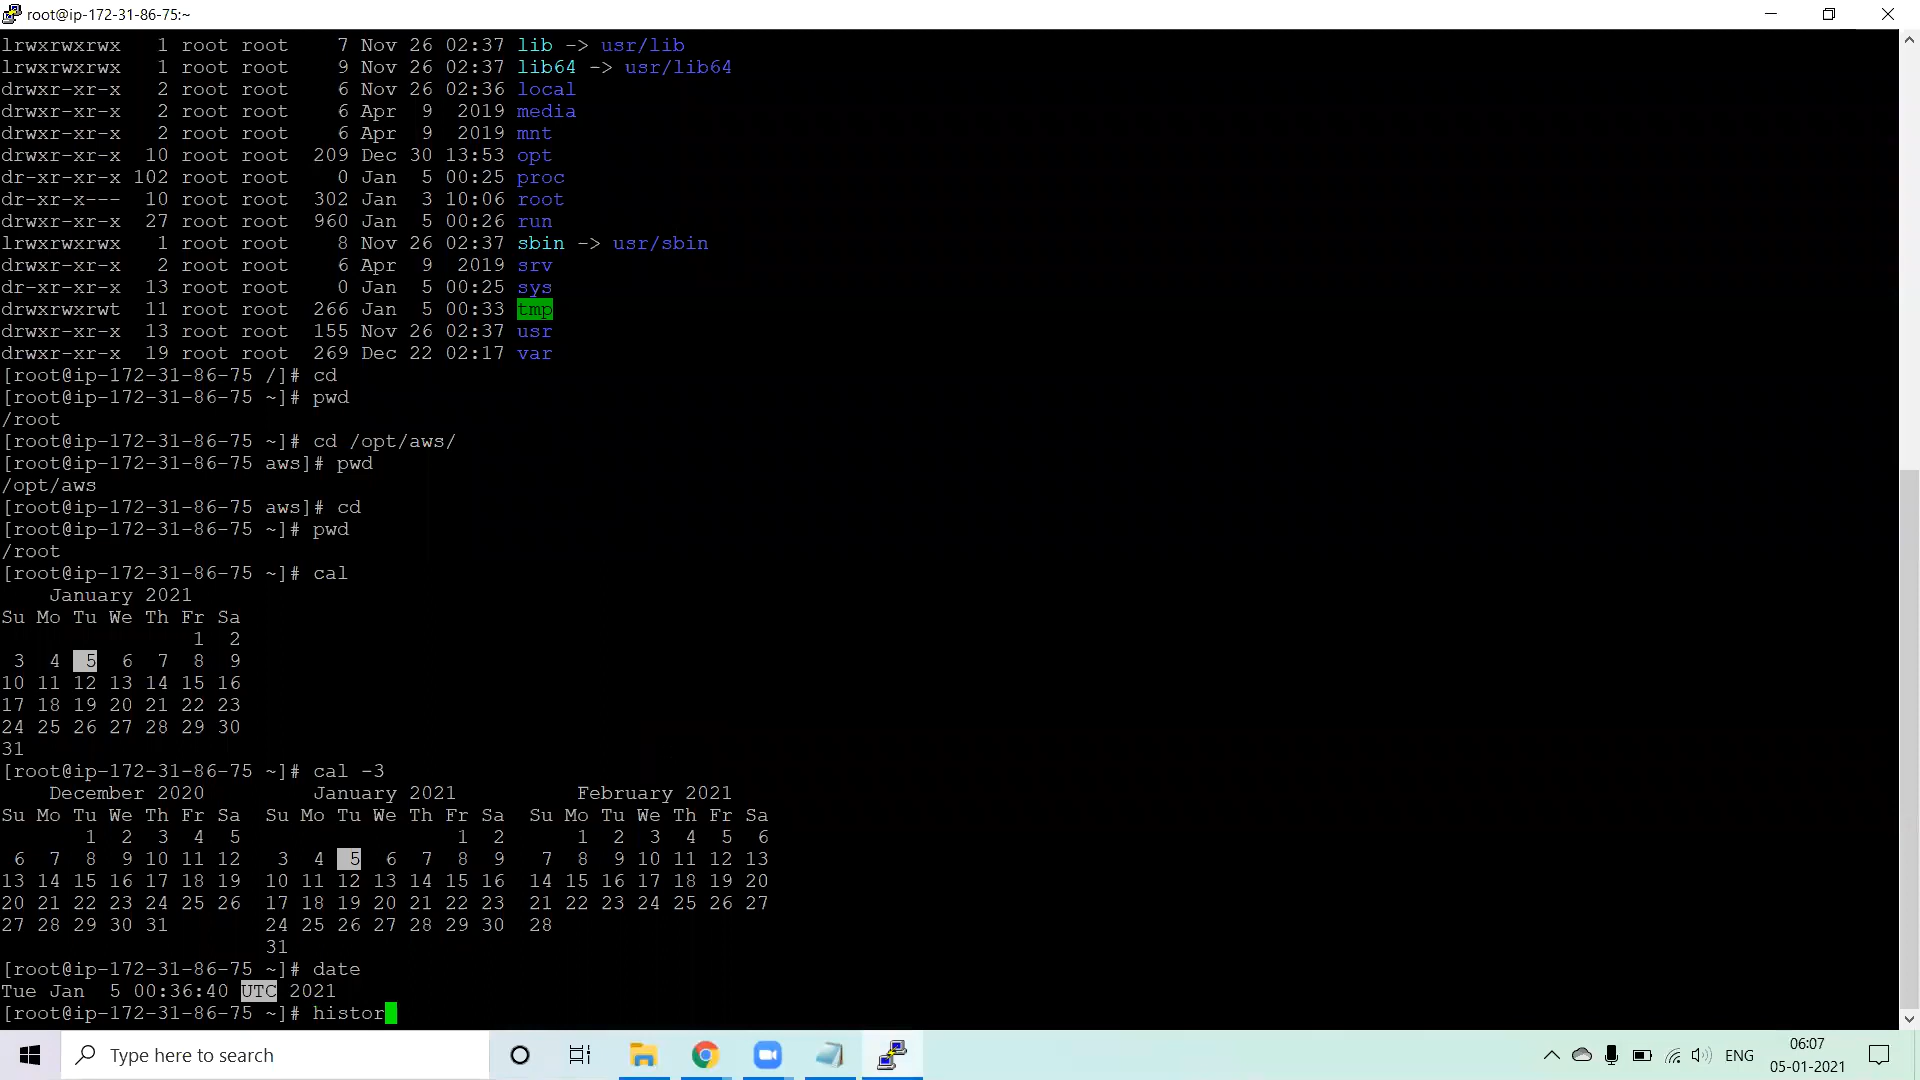 root@ip-172-31-86-75:~
lrwxrwxrwx   1 root root    7 Nov 26 02:37 lib -> usr/lib
lrwxrwxrwx   1 root root    9 Nov 26 02:37 lib64 -> usr/lib64
drwxr-xr-x   2 root root    6 Nov 26 02:36 local
drwxr-xr-x   2 root root    6 Apr  9  2019 media
drwxr-xr-x   2 root root    6 Apr  9  2019 mnt
drwxr-xr-x  10 root root  209 Dec 30 13:53 opt
dr-xr-xr-x 102 root root    0 Jan  5 00:25 proc
dr-xr-x---  10 root root  302 Jan  3 10:06 root
drwxr-xr-x  27 root root  960 Jan  5 00:26 run
lrwxrwxrwx   1 root root    8 Nov 26 02:37 sbin -> usr/sbin
drwxr-xr-x   2 root root    6 Apr  9  2019 srv
dr-xr-xr-x  13 root root    0 Jan  5 00:25 sys
drwxrwxrwt  11 root root  266 Jan  5 00:33 tmp
drwxr-xr-x  13 root root  155 Nov 26 02:37 usr
drwxr-xr-x  19 root root  269 Dec 22 02:17 var
[root@ip-172-31-86-75 /]# cd
[root@ip-172-31-86-75 ~]# pwd
/root
[root@ip-172-31-86-75 ~]# cd /opt/aws/
[root@ip-172-31-86-75 aws]# pwd
/opt/aws
[root@ip-172-31-86-75 aws]# cd
[root@ip-172-31-86-75 ~]# pwd
/root
[root@ip-172-31-86-75 ~]# cal
    January 2021
Su Mo Tu We Th Fr Sa
                1  2
 3  4  5  6  7  8  9
10 11 12 13 14 15 16
17 18 19 20 21 22 23
24 25 26 27 28 29 30
31
[root@ip-172-31-86-75 ~]# cal -3
    December 2020         January 2021          February 2021
Su Mo Tu We Th Fr Sa  Su Mo Tu We Th Fr Sa  Su Mo Tu We Th Fr Sa
       1  2  3  4  5                  1  2      1  2  3  4  5  6
 6  7  8  9 10 11 12   3  4  5  6  7  8  9   7  8  9 10 11 12 13
13 14 15 16 17 18 19  10 11 12 13 14 15 16  14 15 16 17 18 19 20
20 21 22 23 24 25 26  17 18 19 20 21 22 23  21 22 23 24 25 26 27
27 28 29 30 31        24 25 26 27 28 29 30  28
                      31
[root@ip-172-31-86-75 ~]# date
Tue Jan  5 00:36:40 UTC 2021
[root@ip-172-31-86-75 ~]# histor
Type here to search
ENG
06:07
05-01-2021